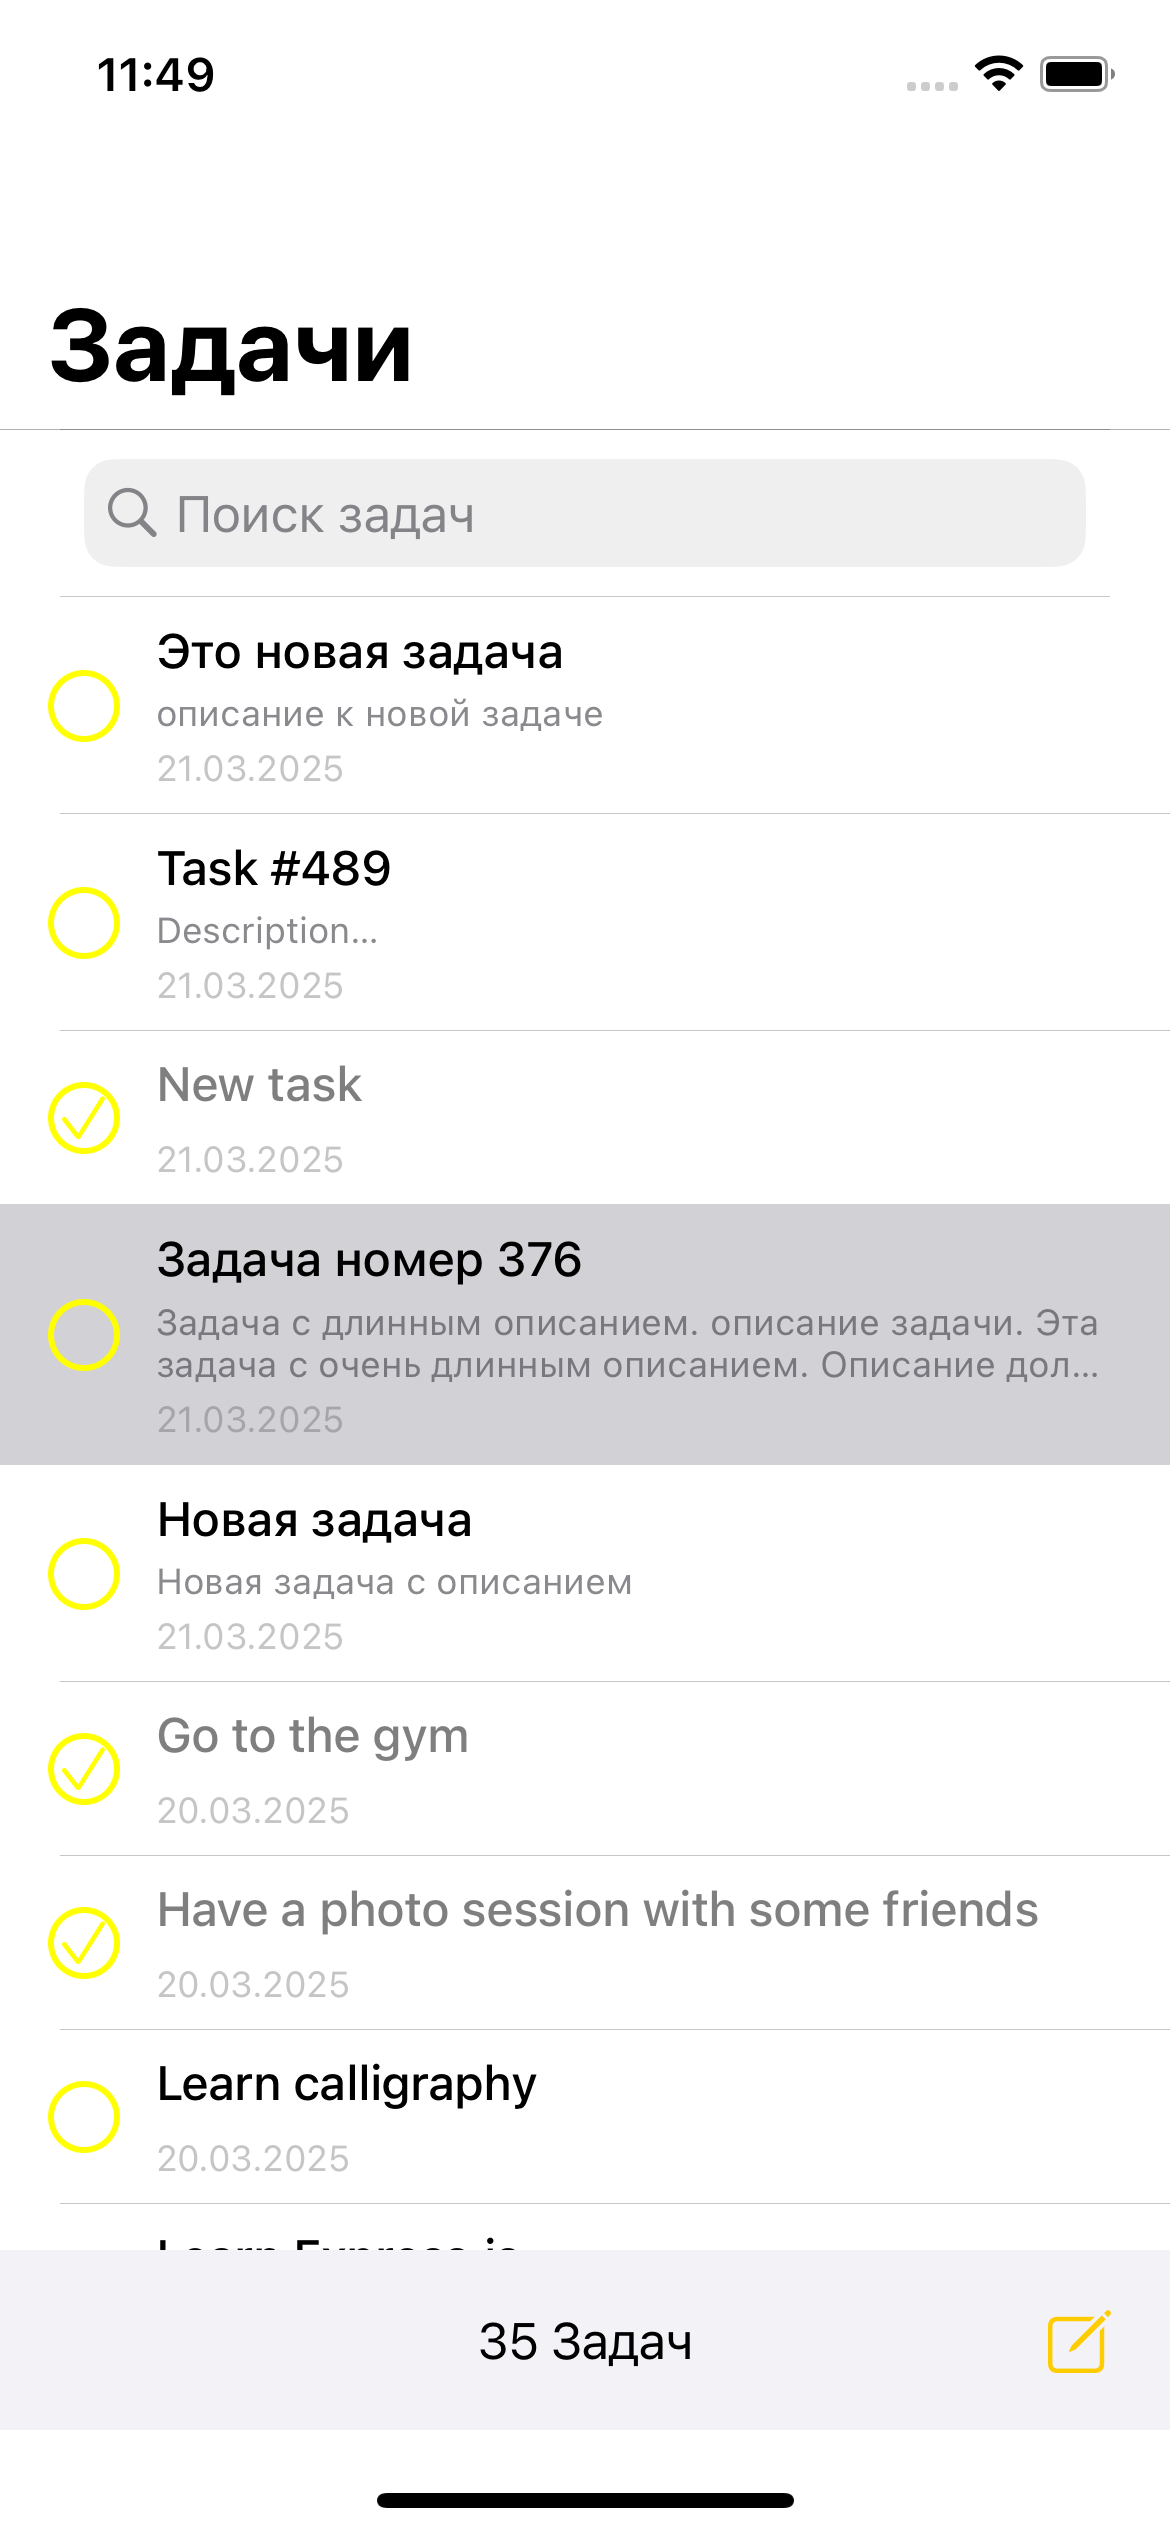 11:49
Задачи
Поиск задач
Это новая задача
описание к новой задаче
21.03.2025
Task #489
Description...
21.03.2025
New task
21.03.2025
Задача номер 376
Задача с длинным описанием. описание задачи. Эта
задача с очень длинным описанием. Описание дол...
21.03.2025
Новая задача
Новая задача с описанием
21.03.2025
Go to the gym
20.03.2025
Have a photo session with some friends
20.03.2025
Learn calligraphy
20.03.2025
Learn Express.js
35 Задач